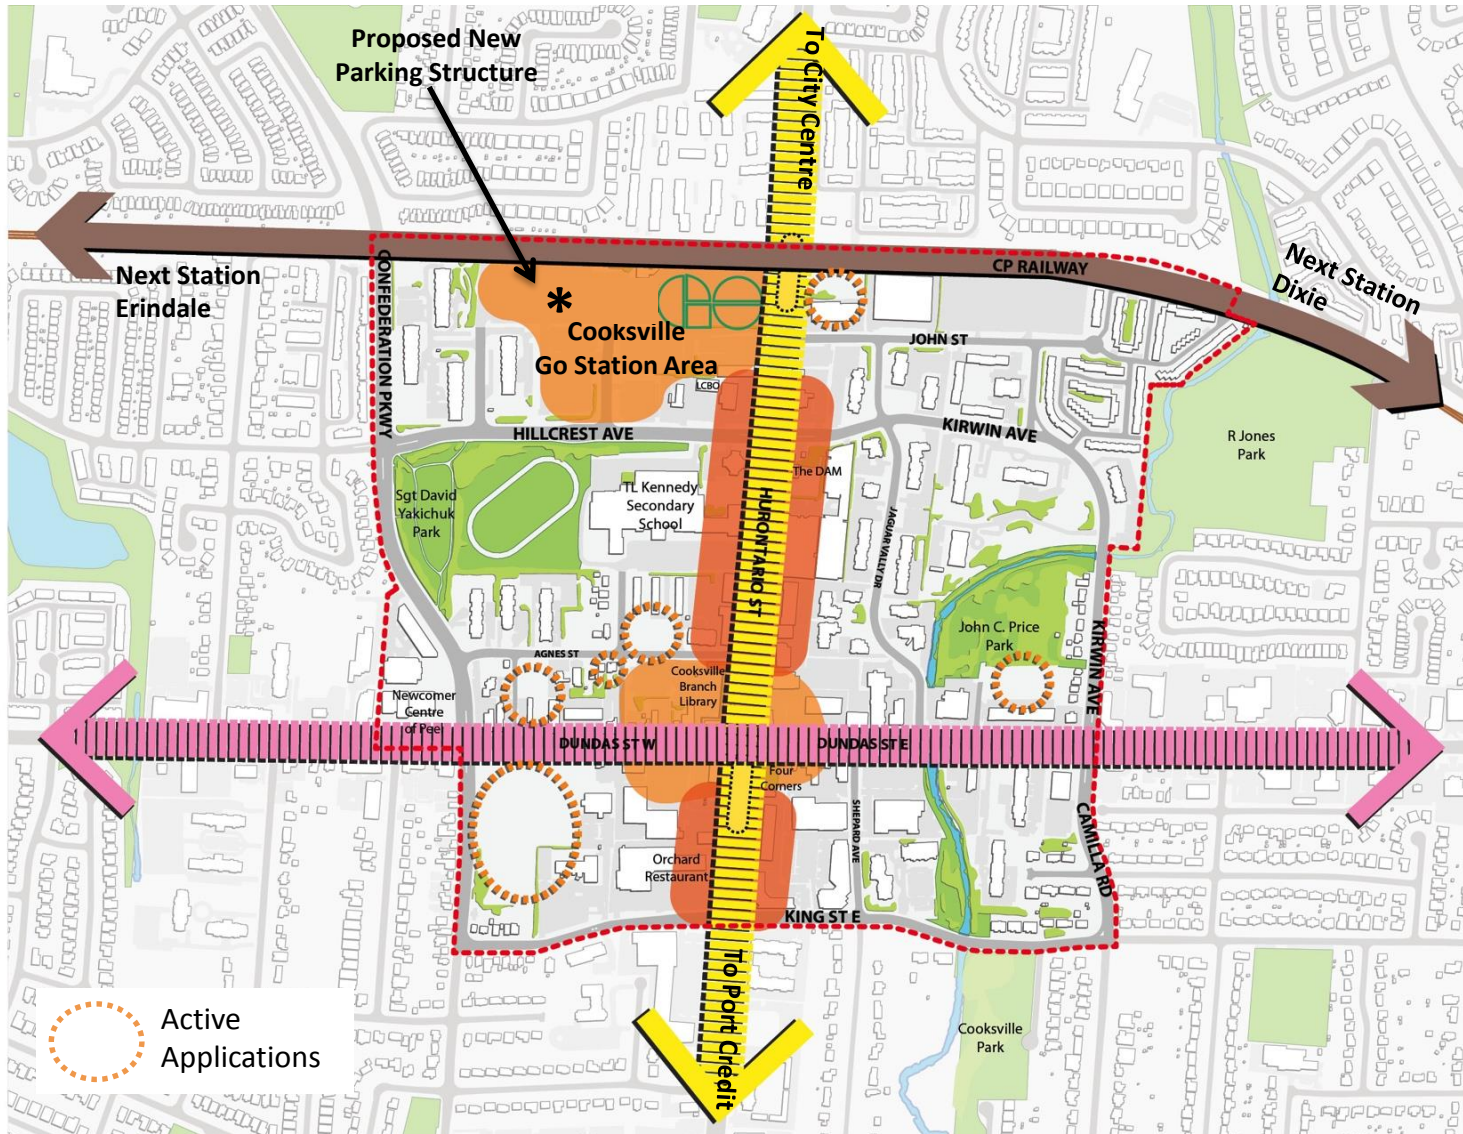 Proposed New
Parking Structure
To City Centre
Next Station
Erindale
CONFEDERATION PKWY
CP RAILWAY
Next Station
Dixie
GO
Cooksville
Go Station Area
JOHN ST
LCBO
HILLCREST AVE
KIRWIN AVE
R Jones
Park
The DAM
Sgt David
Yakichuk
Park
TL Kennedy
Secondary
School
HURONTARIO ST
JAGUAR VALLY DR
John C. Price
Park
KIRWIN AVE
AGNES ST
Cooksville
Branch
Library
Newcomer
Centre
of Peel
DUNDAS ST W
DUNDAS ST E
Four
Corners
SHEPARD AVE
CAMILLA RD
Orchard
Restaurant
KING ST E
To Port Credit
Active
Applications
Cooksville
Park